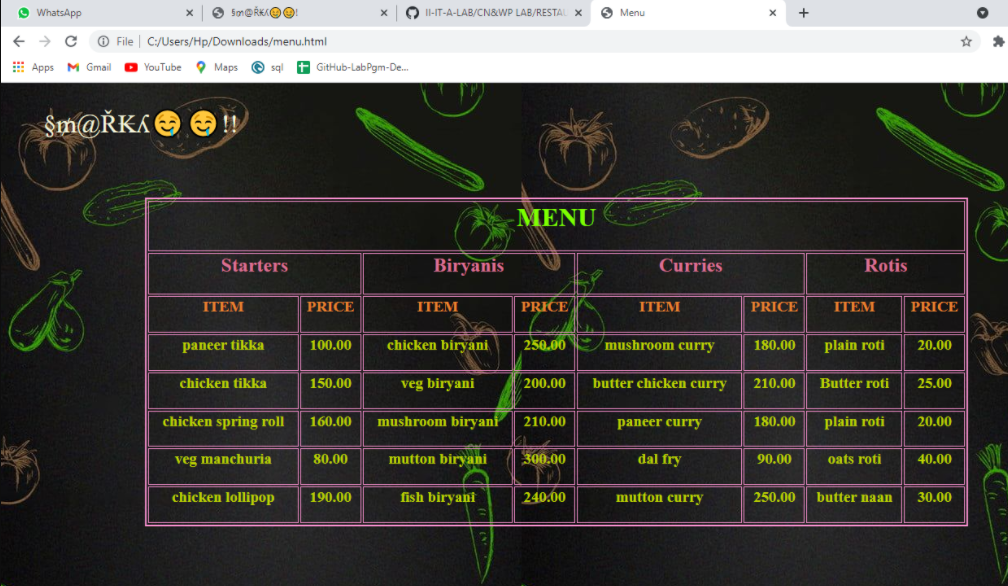 WhatsApp §ɱ@ŘꝀʎ🤤🤤! II-IT-A-LAB/CN&WP LAB/RESTAU Menu
File C:/Users/Hp/Downloads/menu.html
Apps Gmail YouTube Maps sql GitHub-LabPgm-De...
§ɱ@ŘꝀʎ🤤 🤤 !!
MENU
Starters Biryanis Curries Rotis
ITEM PRICE ITEM PRICE ITEM PRICE ITEM PRICE
paneer tikka 100.00 chicken biryani 250.00 mushroom curry 180.00 plain roti 20.00
chicken tikka 150.00 veg biryani 200.00 butter chicken curry 210.00 Butter roti 25.00
chicken spring roll 160.00 mushroom biryani 210.00 paneer curry 180.00 plain roti 20.00
veg manchuria 80.00 mutton biryani 300.00 dal fry 90.00 oats roti 40.00
chicken lollipop 190.00 fish biryani 240.00 mutton curry 250.00 butter naan 30.00